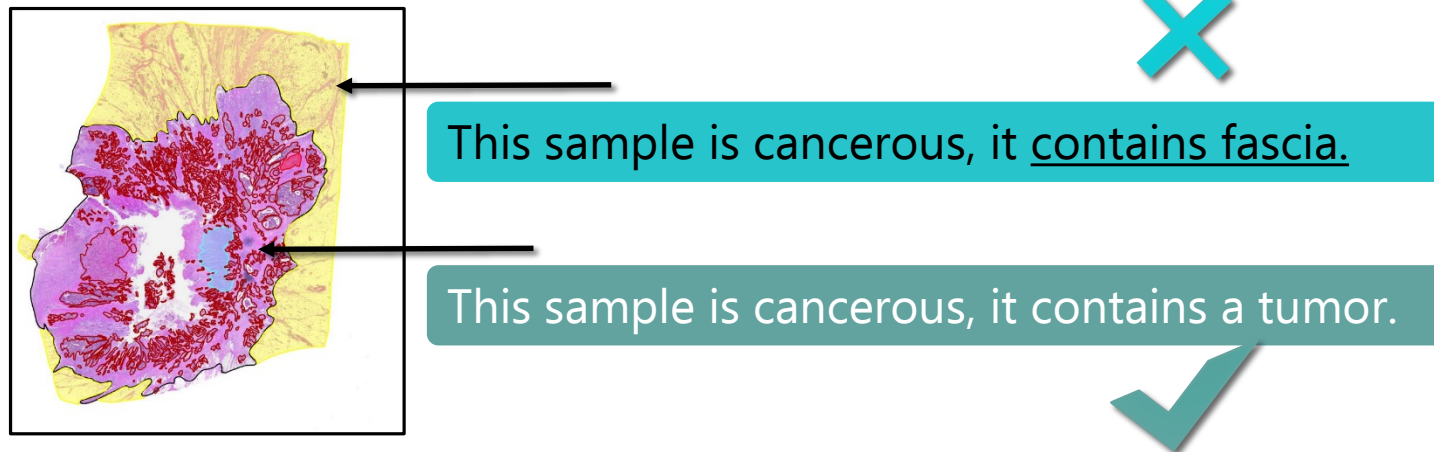 This sample is cancerous, it contains fascia.
This sample is cancerous, it contains a tumor.